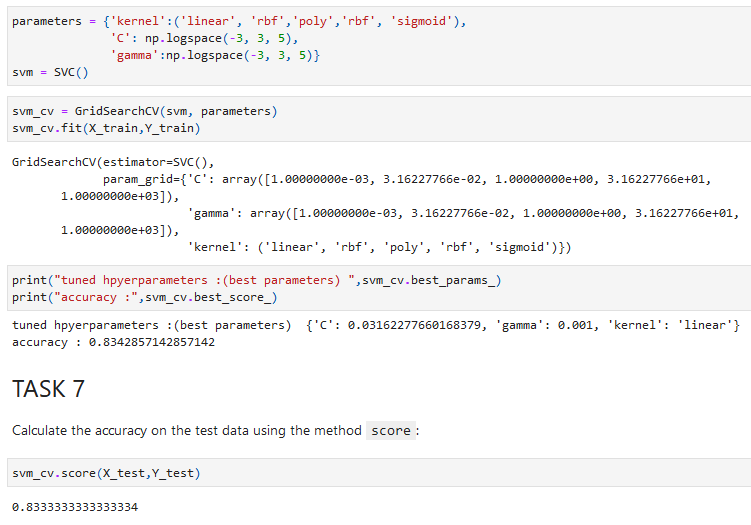 parameters = {'kernel':('linear', 'rbf','poly','rbf', 'sigmoid'),
'C': np.logspace(-3, 3, 5),
'gamma':np.logspace(-3, 3, 5)}
svm = SVC()
svm_cv = GridSearchCV(svm, parameters)
svm_cv.fit(X_train,Y_train)
GridSearchCV(estimator=SVC(),
param_grid={'C': array([1.00000000e-03, 3.16227766e-02, 1.00000000e+00, 3.16227766e+01,
1.00000000e+03]),
'gamma': array([1.00000000e-03, 3.16227766e-02, 1.00000000e+00, 3.16227766e+01,
1.00000000e+03]),
'kernel': ('linear', 'rbf', 'poly', 'rbf', 'sigmoid')})
print("tuned hpyerparameters :(best parameters) ",svm_cv.best_params_)
print("accuracy :",svm_cv.best_score_)
tuned hpyerparameters :(best parameters)  {'C': 0.03162277660168379, 'gamma': 0.001, 'kernel': 'linear'}
accuracy : 0.8342857142857142
TASK 7
Calculate the accuracy on the test data using the method score :
svm_cv.score(X_test,Y_test)
0.8333333333333334